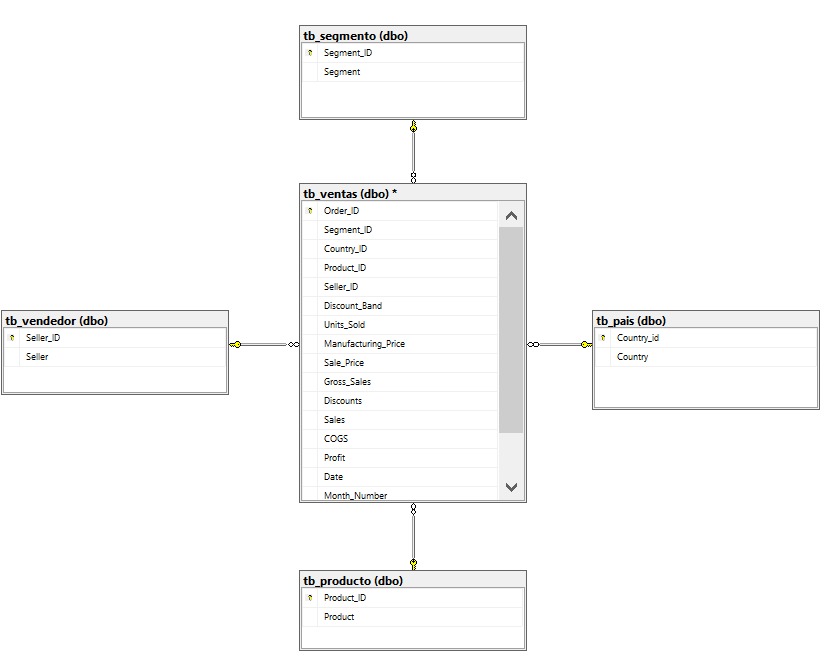 tb_segmento (dbo)
Segment_ID
Segment
tb_ventas (dbo) *
Order_ID
Segment_ID
Country_ID
Product_ID
Seller_ID
Discount_Band
Units_Sold
Manufacturing_Price
Sale_Price
Gross_Sales
Discounts
Sales
COGS
Profit
Date
Month_Number
tb_vendedor (dbo)
Seller_ID
Seller
tb_pais (dbo)
Country_id
Country
tb_producto (dbo)
Product_ID
Product